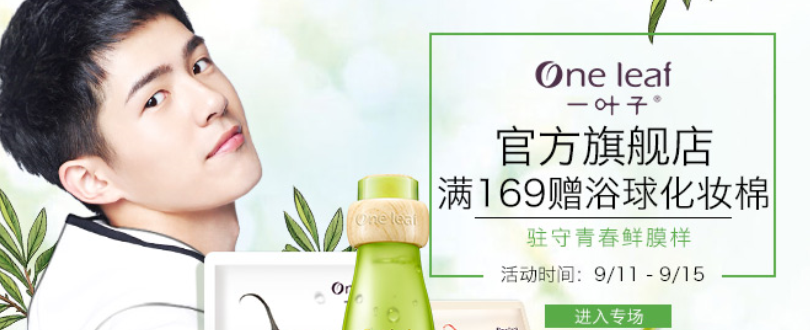 One leaf
一叶子®
官方旗舰店
满169赠浴球化妆棉
驻守青春鲜膜样
活动时间：9/11 - 9/15
进入专场
One leaf
One